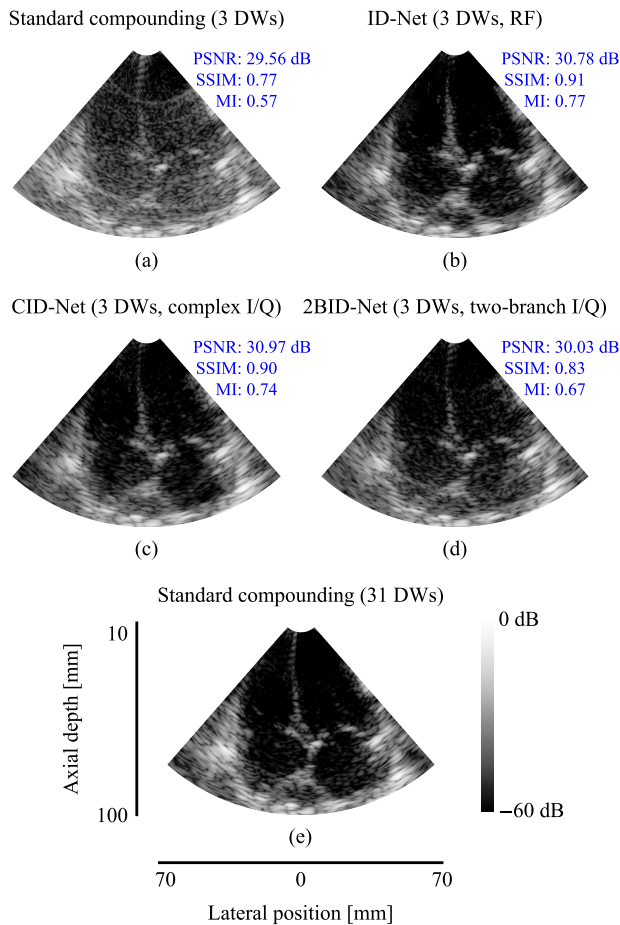 Standard compounding (3 DWs)
PSNR: 29.56 dB
SSIM: 0.77
MI: 0.57
(a)
ID-Net (3 DWs, RF)
PSNR: 30.78 dB
SSIM: 0.91
MI: 0.77
(b)
CID-Net (3 DWs, complex I/Q)
PSNR: 30.97 dB
SSIM: 0.90
MI: 0.74
(c)
2BID-Net (3 DWs, two-branch I/Q)
PSNR: 30.03 dB
SSIM: 0.83
MI: 0.67
(d)
Standard compounding (31 DWs)
10
Axial depth [mm]
100
0 dB
−60 dB
(e)
70 0 70
Lateral position [mm]